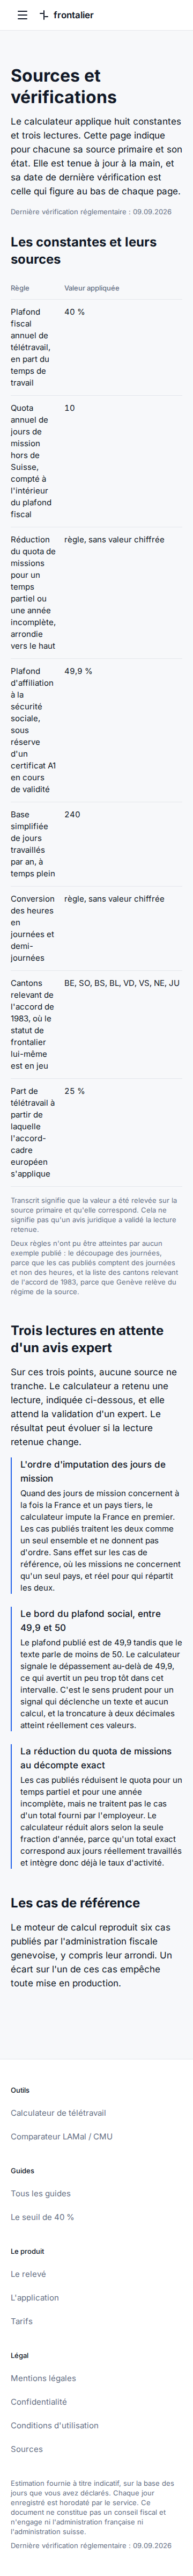 frontalier
Sources et
vérifications
Le calculateur applique huit constantes
et trois lectures. Cette page indique
pour chacune sa source primaire et son
état. Elle est tenue à jour à la main, et
sa date de dernière vérification est
celle qui figure au bas de chaque page.
Dernière vérification réglementaire : 09.09.2026
Les constantes et leurs
sources
Règle Valeur appliquée
Plafond 40 %
fiscal
annuel de
télétravail,
en part du
temps de
travail
Quota 10
annuel de
jours de
mission
hors de
Suisse,
compté à
l'intérieur
du plafond
fiscal
Réduction règle, sans valeur chiffrée
du quota de
missions
pour un
temps
partiel ou
une année
incomplète,
arrondie
vers le haut
Plafond 49,9 %
d'affiliation
à la
sécurité
sociale,
sous
réserve
d'un
certificat A1
en cours
de validité
Base 240
simplifiée
de jours
travaillés
par an, à
temps plein
Conversion règle, sans valeur chiffrée
des heures
en
journées et
demi-
journées
Cantons BE, SO, BS, BL, VD, VS, NE, JU
relevant de
l'accord de
1983, où le
statut de
frontalier
lui-même
est en jeu
Part de 25 %
télétravail à
partir de
laquelle
l'accord-
cadre
européen
s'applique
Transcrit signifie que la valeur a été relevée sur la
source primaire et qu'elle correspond. Cela ne
signifie pas qu'un avis juridique a validé la lecture
retenue.
Deux règles n'ont pu être atteintes par aucun
exemple publié : le découpage des journées,
parce que les cas publiés comptent des journées
et non des heures, et la liste des cantons relevant
de l'accord de 1983, parce que Genève relève du
régime de la source.
Trois lectures en attente
d'un avis expert
Sur ces trois points, aucune source ne
tranche. Le calculateur a retenu une
lecture, indiquée ci-dessous, et elle
attend la validation d'un expert. Le
résultat peut évoluer si la lecture
retenue change.
L'ordre d'imputation des jours de
mission
Quand des jours de mission concernent à
la fois la France et un pays tiers, le
calculateur impute la France en premier.
Les cas publiés traitent les deux comme
un seul ensemble et ne donnent pas
d'ordre. Sans effet sur les cas de
référence, où les missions ne concernent
qu'un seul pays, et réel pour qui répartit
les deux.
Le bord du plafond social, entre
49,9 et 50
Le plafond publié est de 49,9 tandis que le
texte parle de moins de 50. Le calculateur
signale le dépassement au-delà de 49,9,
ce qui avertit un peu trop tôt dans cet
intervalle. C'est le sens prudent pour un
signal qui déclenche un texte et aucun
calcul, et la troncature à deux décimales
atteint réellement ces valeurs.
La réduction du quota de missions
au décompte exact
Les cas publiés réduisent le quota pour un
temps partiel et pour une année
incomplète, mais ne traitent pas le cas
d'un total fourni par l'employeur. Le
calculateur réduit alors selon la seule
fraction d'année, parce qu'un total exact
correspond aux jours réellement travaillés
et intègre donc déjà le taux d'activité.
Les cas de référence
Le moteur de calcul reproduit six cas
publiés par l'administration fiscale
genevoise, y compris leur arrondi. Un
écart sur l'un de ces cas empêche
toute mise en production.
Outils
Calculateur de télétravail
Comparateur LAMal / CMU
Guides
Tous les guides
Le seuil de 40 %
Le produit
Le relevé
L'application
Tarifs
Légal
Mentions légales
Confidentialité
Conditions d'utilisation
Sources
Estimation fournie à titre indicatif, sur la base des
jours que vous avez déclarés. Chaque jour
enregistré est horodaté par le service. Ce
document ne constitue pas un conseil fiscal et
n'engage ni l'administration française ni
l'administration suisse.
Dernière vérification réglementaire : 09.09.2026